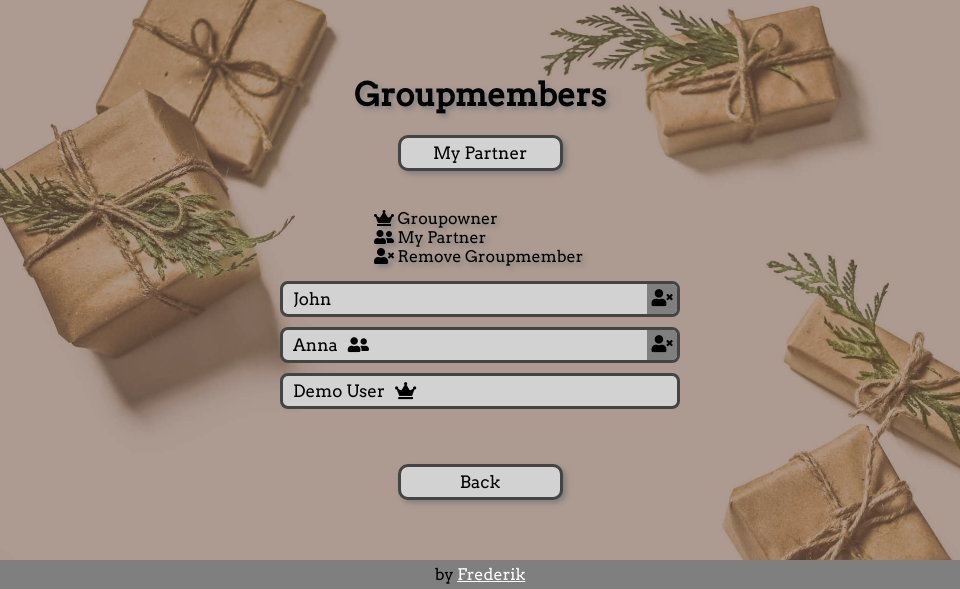 Groupmembers
My Partner
Groupowner
My Partner
Remove Groupmember
John
Anna
Demo User
Back
by Frederik